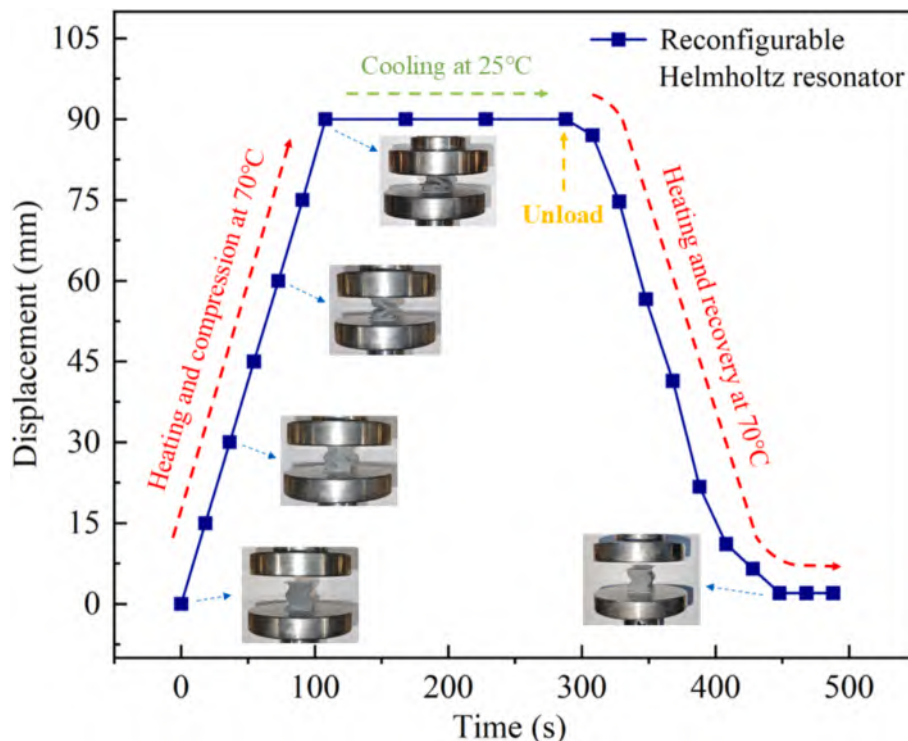 105
90
75
60
45
30
15
0
Displacement (mm)
0
100
200
300
400
500
Time (s)
Reconfigurable
Helmholtz resonator
Heating and compression at 70℃
Cooling at 25℃
Unload
Heating and recovery at 70℃